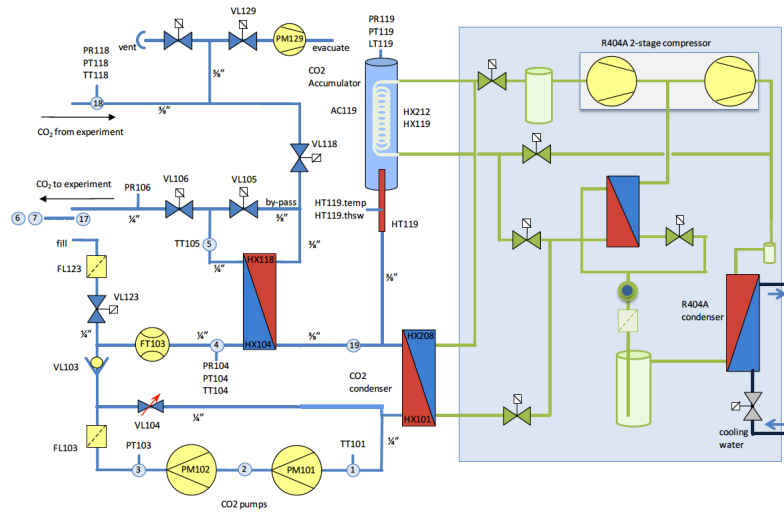 VL129
PR119
PT119
LT119
R404A 2-stage compressor
vent
PM129
evacuate
PR118
PT118
TT118
⅜”
CO2
Accumulator
18
AC119
HX212
HX119
CO₂ from experiment
VL118
CO₂ to experiment
PR106
VL106
VL105
by-pass
⅜”
HT119.temp
HT119.thsw
6
7
17
¼”
HT119
fill
TT105
5
⅜”
FL123
¼”
HX118
⅜”
R404A
condenser
VL123
¼”
FT103
¼”
4
HX104
⅜”
19
HX208
PR104
PT104
TT104
VL103
CO2
condenser
VL104
¼”
HX101
cooling
water
FL103
PT103
TT101
¼”
3
PM102
2
PM101
1
CO2 pumps